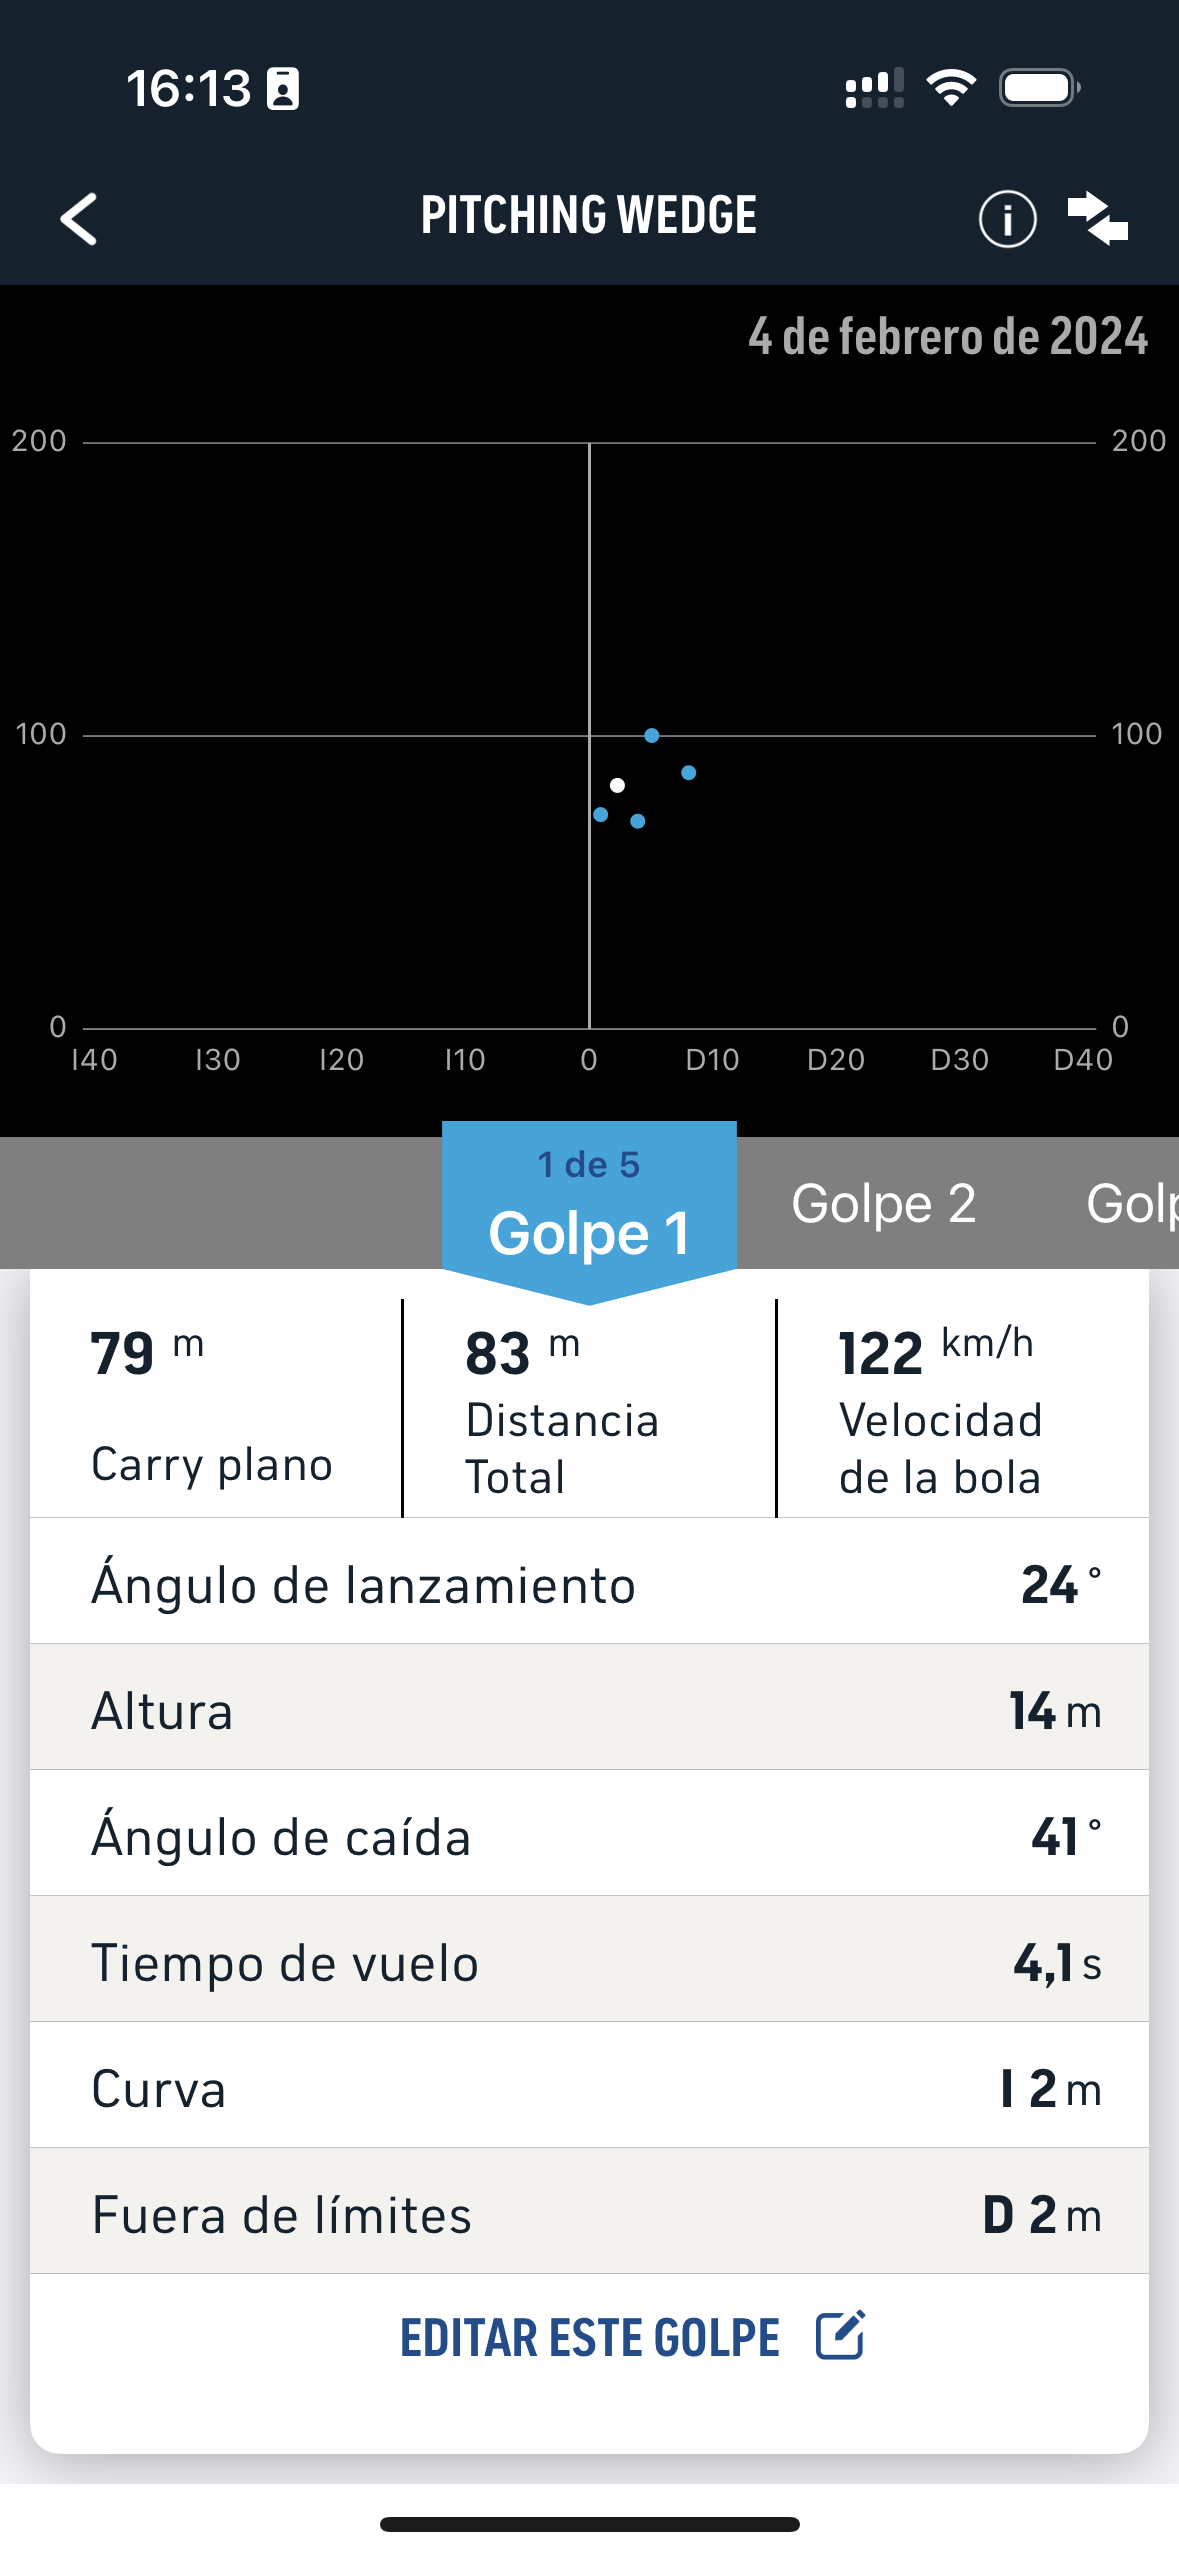 16:13
PITCHING WEDGE
4 de febrero de 2024
200 200
100 100
0 0
I40 I30 I20 I10 0 D10 D20 D30 D40
1 de 5
Golpe 1 Golpe 2 Golp
79 m 83 m 122 km/h
Carry plano
Distancia
Total
Velocidad
de la bola
Ángulo de lanzamiento 24°
Altura 14 m
Ángulo de caída 41°
Tiempo de vuelo 4,1 s
Curva I 2 m
Fuera de límites D 2 m
EDITAR ESTE GOLPE